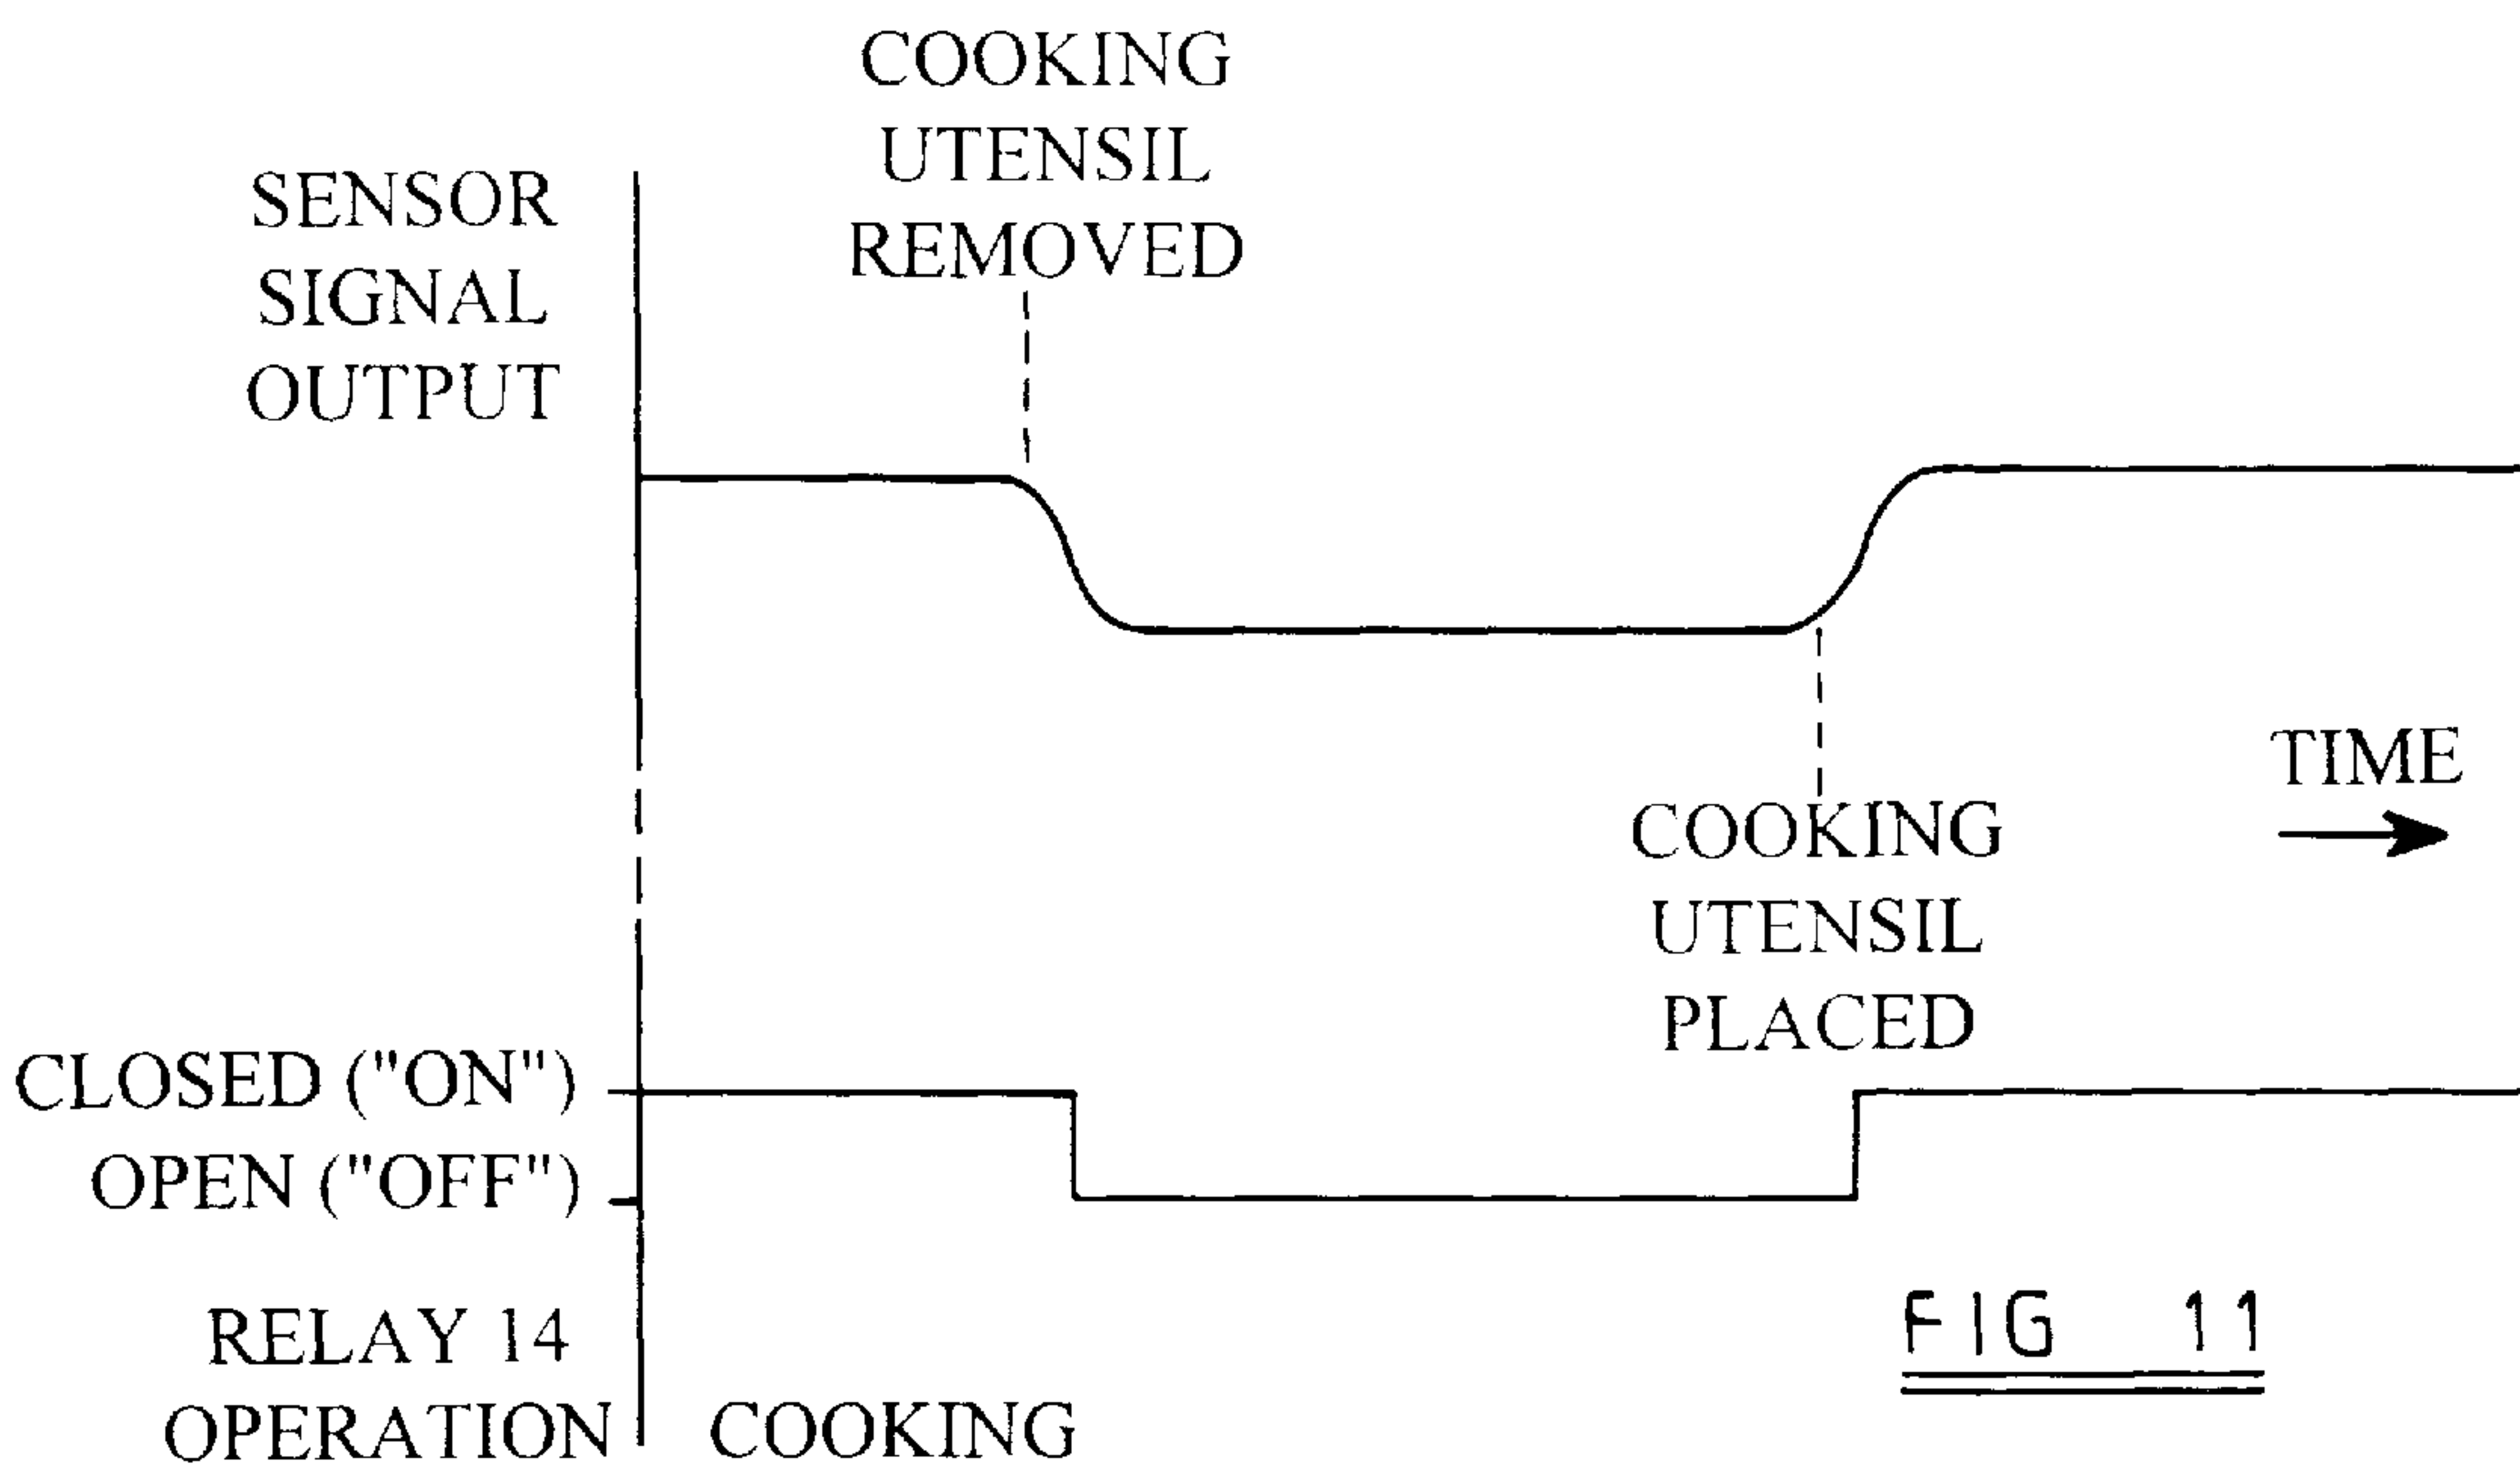 COOKING
UTENSIL
REMOVED
SENSOR
SIGNAL
OUTPUT
TIME
COOKING
UTENSIL
PLACED
CLOSED ("ON")
OPEN ("OFF")
RELAY 14
OPERATION
COOKING
FIG 11